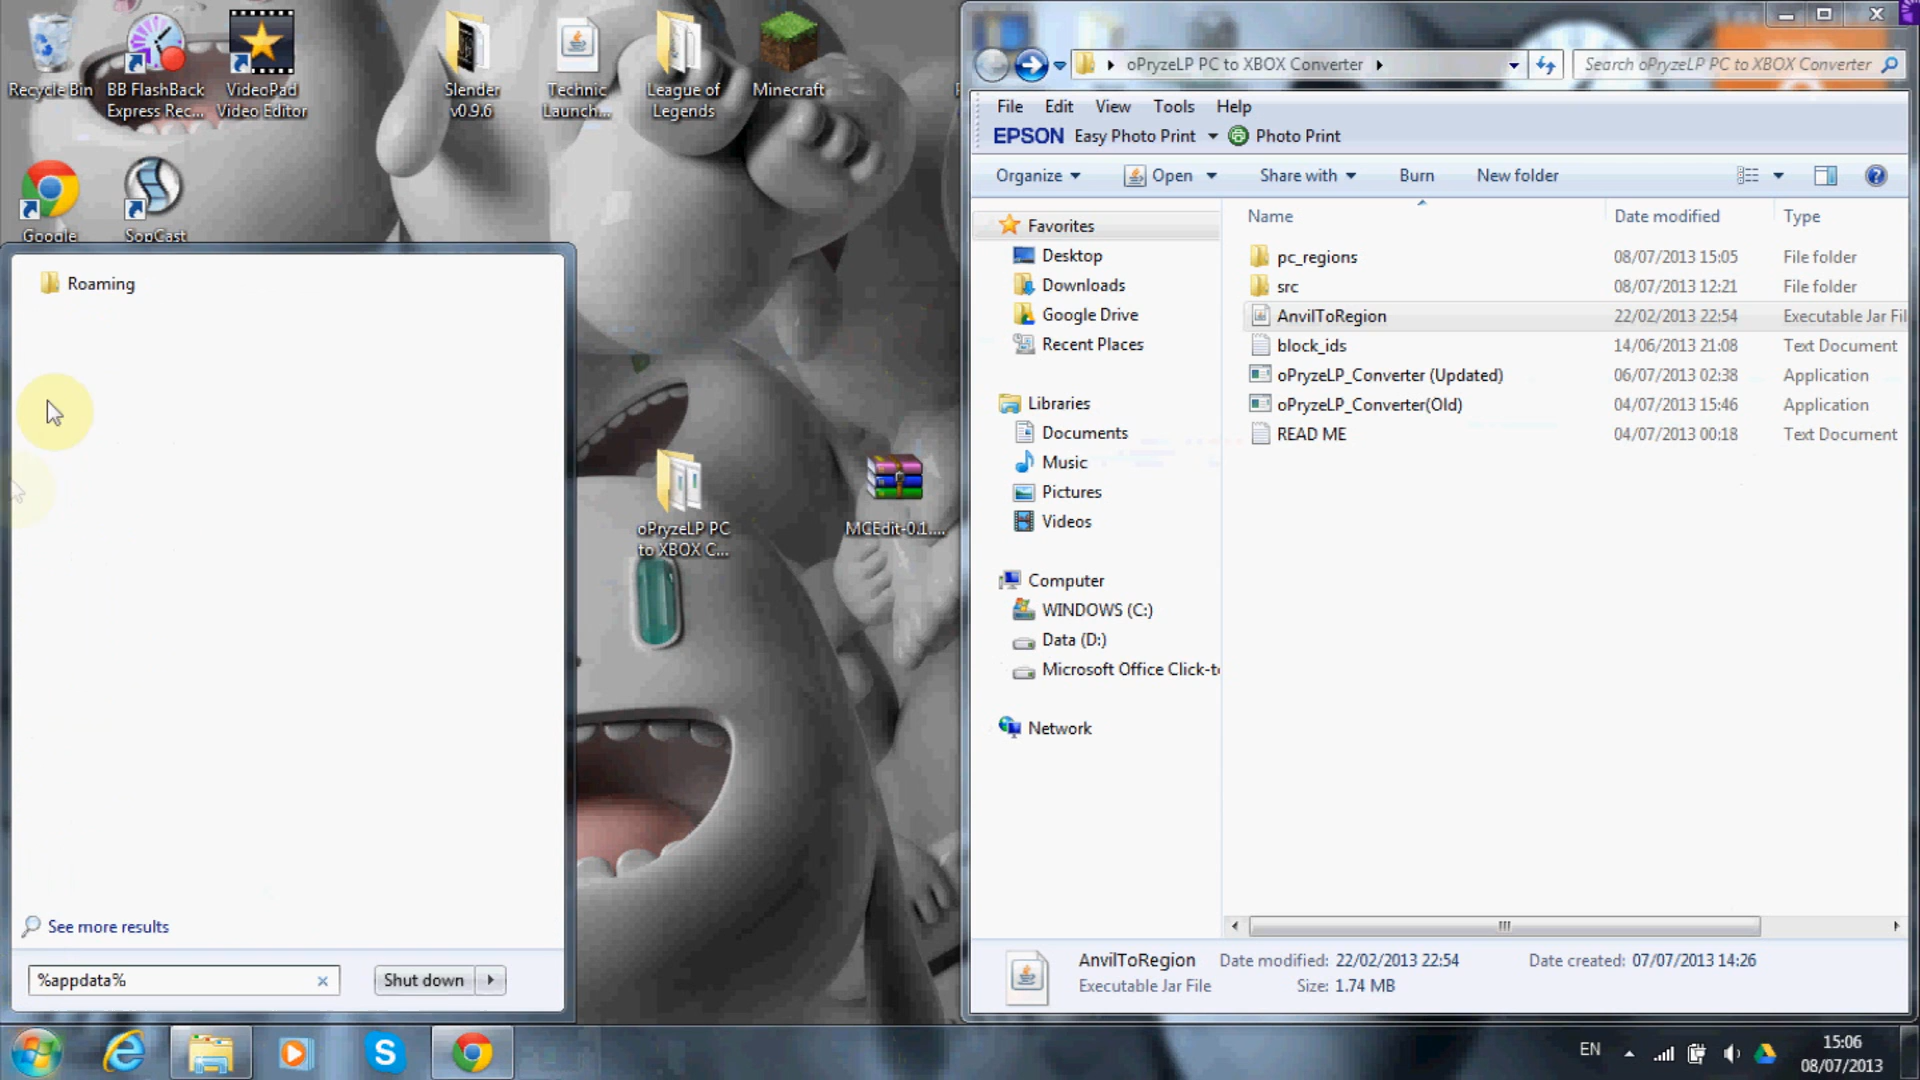 Recycle Bin
BB FlashBack
Express Rec...
VideoPad
Video Editor
Slender
v0.9.6
Technic
Launch...
League of
Legends
Minecraft
Google
SopCast
Roaming
See more results
%appdata%
Shut down
oPryzeLP PC
to XBOX C...
MCEdit-0.1....
oPryzeLP PC to XBOX Converter
Search oPryzeLP PC to XBOX Converter
File Edit View Tools Help
EPSON Easy Photo Print Photo Print
Organize Open Share with Burn New folder
Favorites
Desktop
Downloads
Google Drive
Recent Places
Libraries
Documents
Music
Pictures
Videos
Computer
WINDOWS (C:)
Data (D:)
Microsoft Office Click-t
Network
Name Date modified Type
pc_regions 08/07/2013 15:05 File folder
src 08/07/2013 12:21 File folder
AnvilToRegion 22/02/2013 22:54 Executable Jar Fil
block_ids 14/06/2013 21:08 Text Document
oPryzeLP_Converter (Updated) 06/07/2013 02:38 Application
oPryzeLP_Converter(Old) 04/07/2013 15:46 Application
READ ME 04/07/2013 00:18 Text Document
AnvilToRegion Date modified: 22/02/2013 22:54 Date created: 07/07/2013 14:26
Executable Jar File Size: 1.74 MB
EN
15:06
08/07/2013